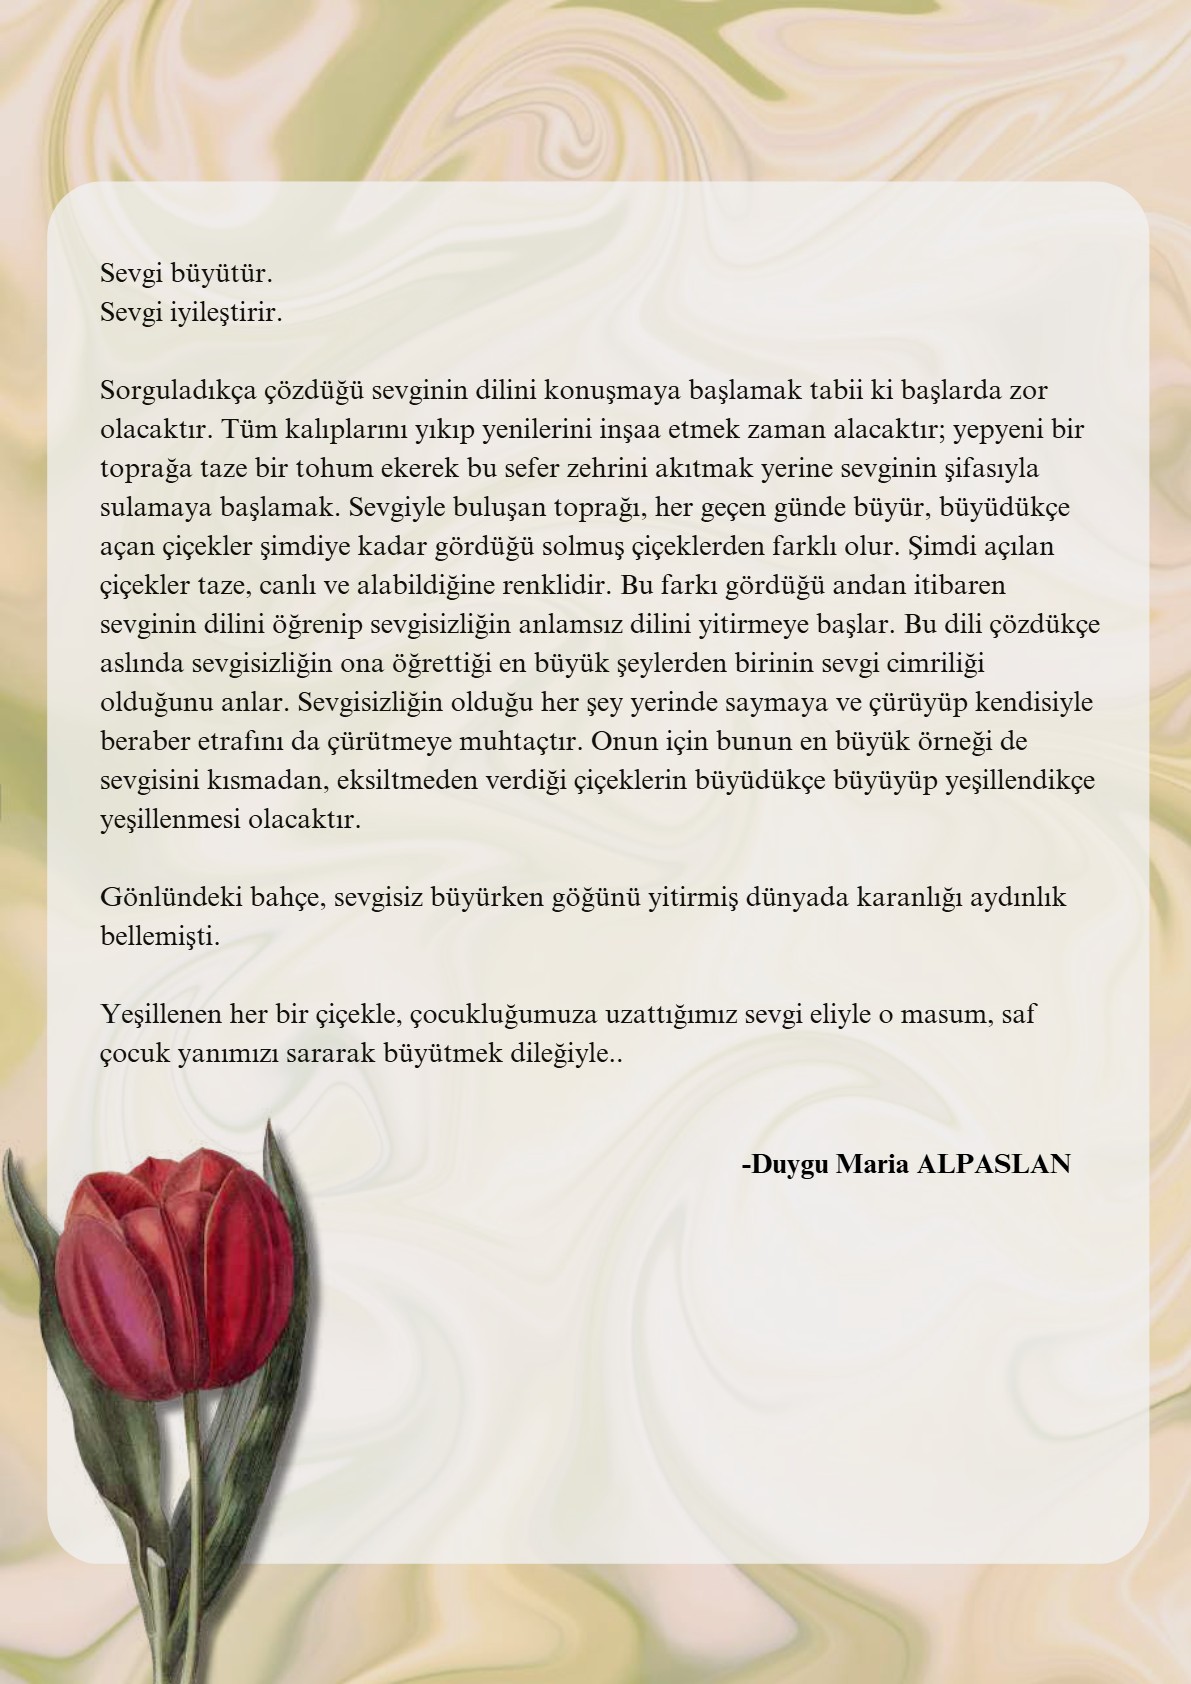 Sevgi büyütür.
Sevgi iyileştirir.
Sorguladıkça çözdüğü sevginin dilini konuşmaya başlamak tabii ki başlarda zor
olacaktır. Tüm kalıplarını yıkıp yenilerini inşaa etmek zaman alacaktır; yepyeni bir
toprağa taze bir tohum ekerek bu sefer zehrini akıtmak yerine sevginin şifasıyla
sulamaya başlamak. Sevgiyle buluşan toprağı, her geçen günde büyür, büyüdükçe
açan çiçekler şimdiye kadar gördüğü solmuş çiçeklerden farklı olur. Şimdi açılan
çiçekler taze, canlı ve alabildiğine renklidir. Bu farkı gördüğü andan itibaren
sevginin dilini öğrenip sevgisizliğin anlamsız dilini yitirmeye başlar. Bu dili çözdükçe
aslında sevgisizliğin ona öğrettiği en büyük şeylerden birinin sevgi cimriliği
olduğunu anlar. Sevgisizliğin olduğu her şey yerinde saymaya ve çürüyüp kendisiyle
beraber etrafını da çürütmeye muhtaçtır. Onun için bunun en büyük örneği de
sevgisini kısmadan, eksiltmeden verdiği çiçeklerin büyüdükçe büyüyüp yeşillendikçe
yeşillenmesi olacaktır.
Gönlündeki bahçe, sevgisiz büyürken göğünü yitirmiş dünyada karanlığı aydınlık
bellemişti.
Yeşillenen her bir çiçekle, çocukluğumuza uzattığımız sevgi eliyle o masum, saf
çocuk yanımızı sararak büyütmek dileğiyle..
-Duygu Maria ALPASLAN